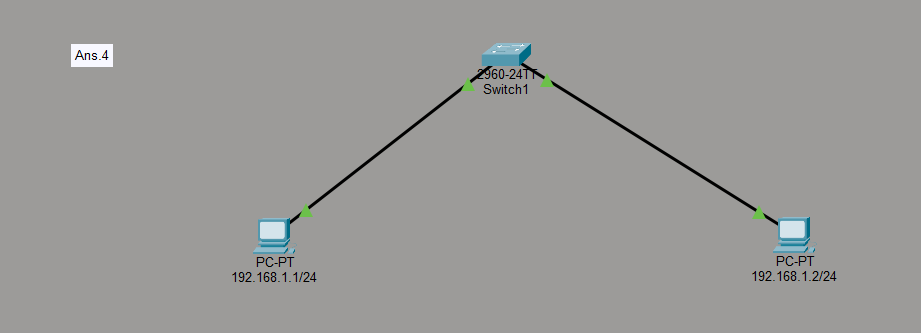 Ans.4
2960-24TT
Switch1
PC-PT
192.168.1.1/24
PC-PT
192.168.1.2/24